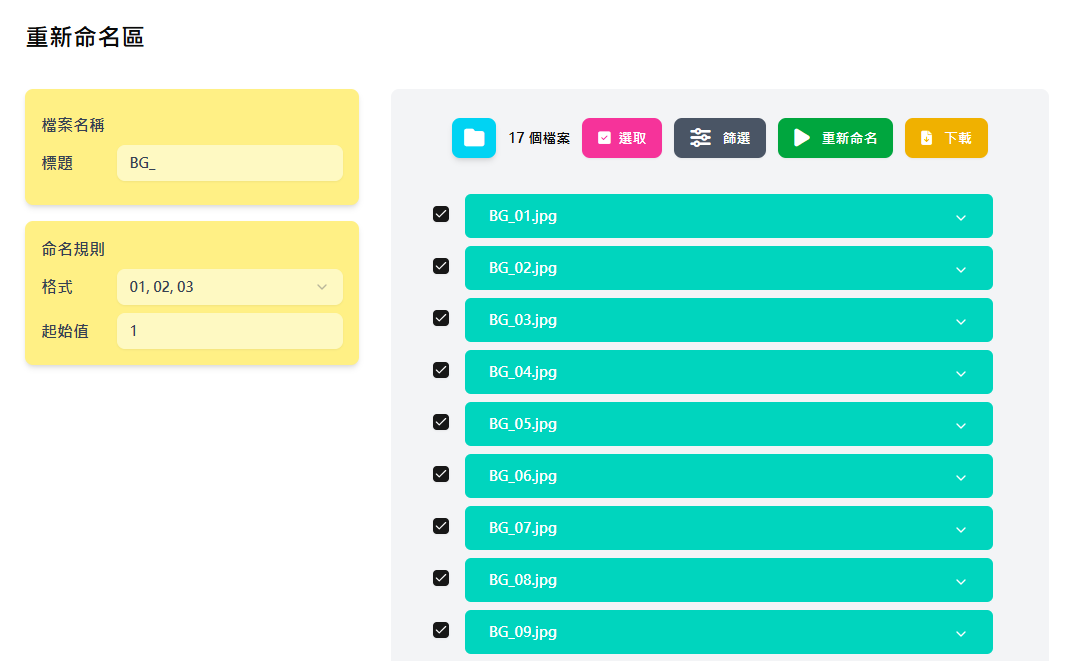 重新命名區
檔案名稱
標題 BG_
命名規則
格式 01, 02, 03
起始值 1
17 個檔案 選取 篩選 重新命名 下載
BG_01.jpg
BG_02.jpg
BG_03.jpg
BG_04.jpg
BG_05.jpg
BG_06.jpg
BG_07.jpg
BG_08.jpg
BG_09.jpg